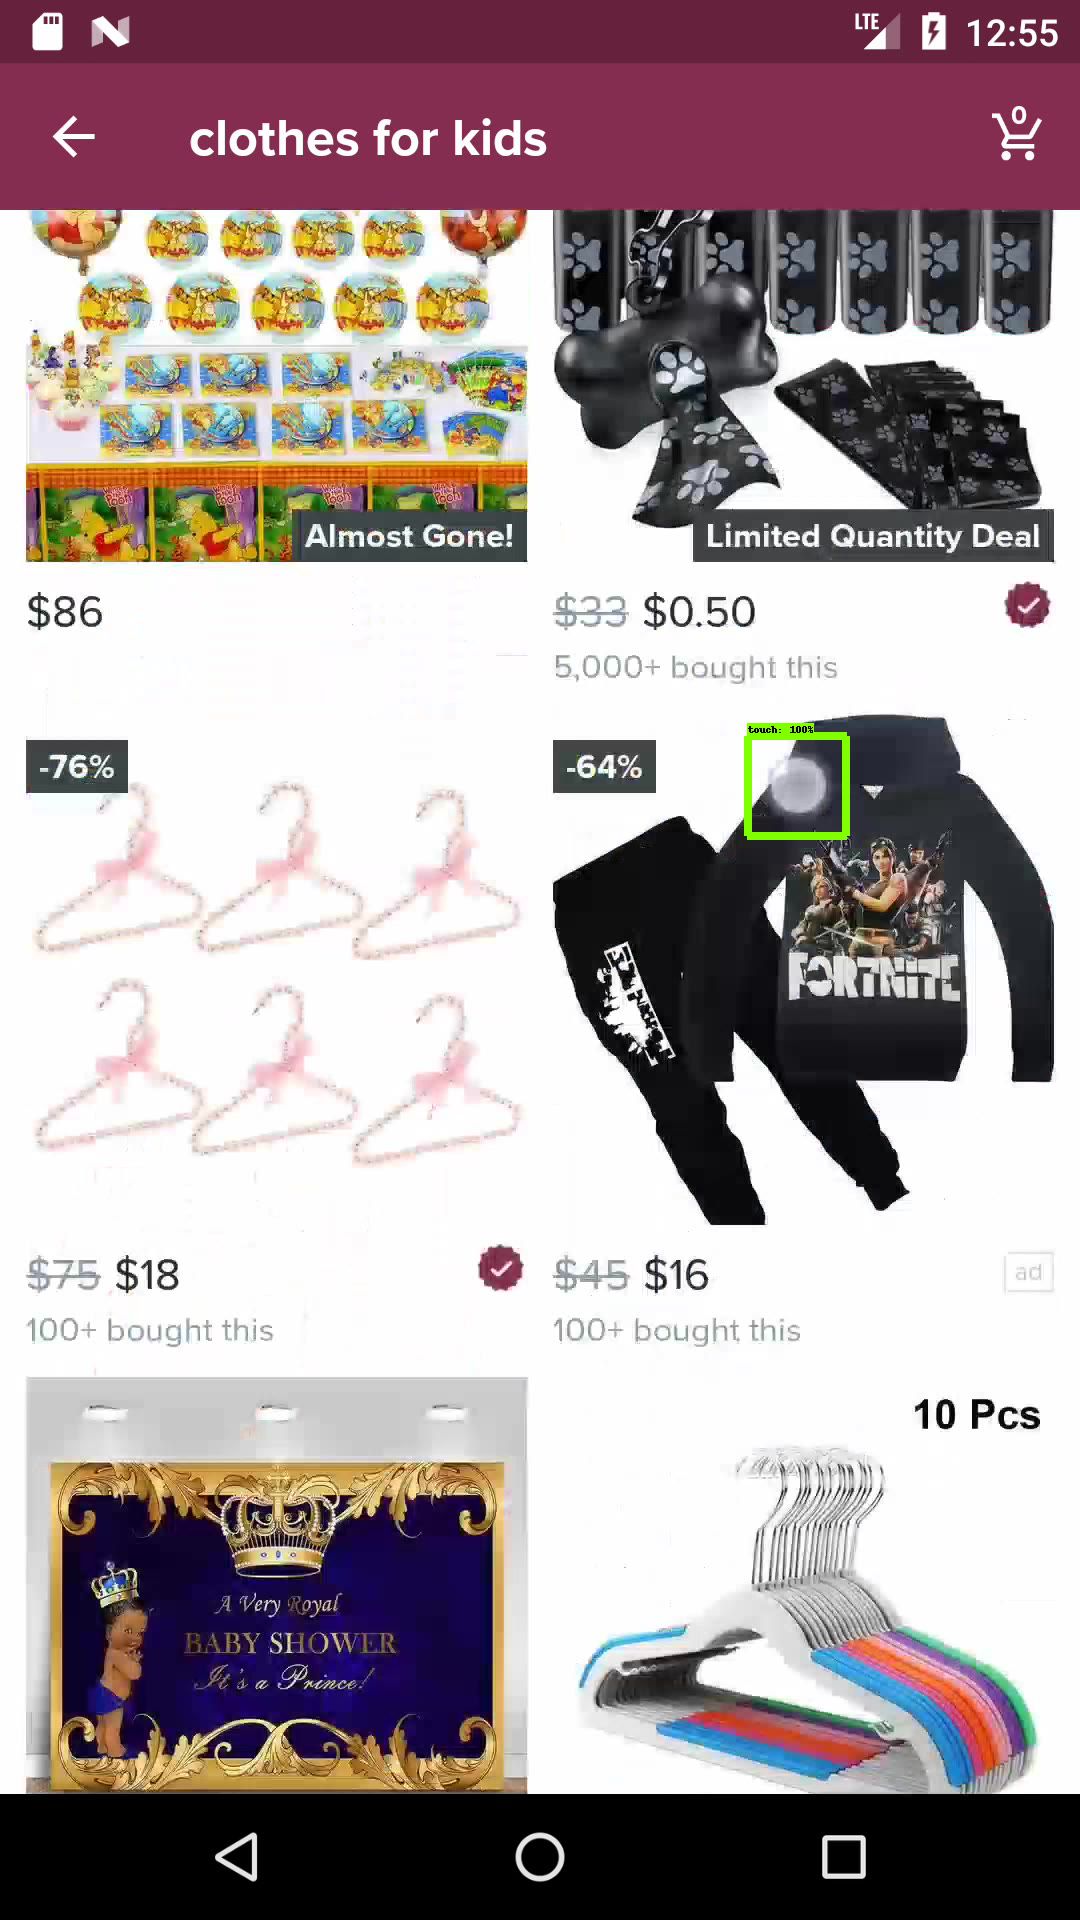 LTE
12:55
clothes for kids
0
Almost Gone!
Limited Quantity Deal
$86
$33 $0.50
5,000+ bought this
-76%
-64%
touch: 100%
FORTNITE
$75 $18
$45 $16
ad
100+ bought this
100+ bought this
10 Pcs
A Very Royal
BABY SHOWER
It's a Prince!